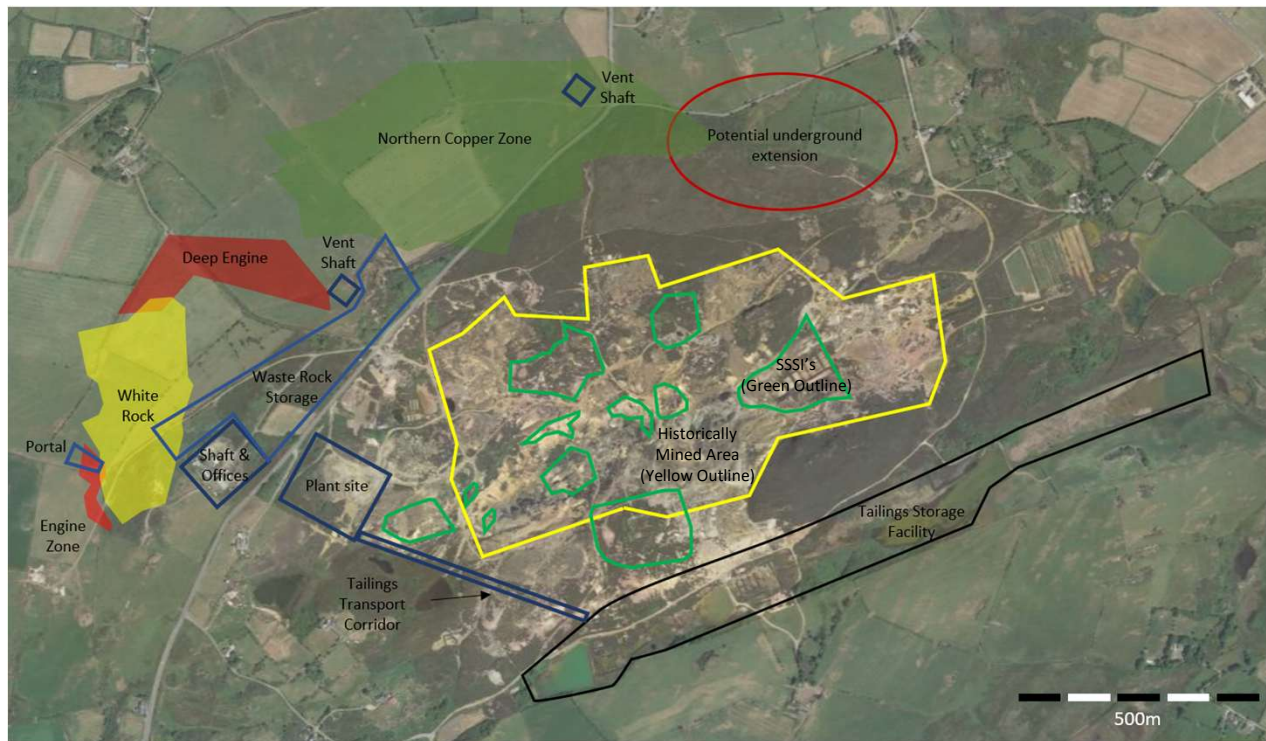 Vent
Shaft
Northern Copper Zone
Potential underground
extension
Vent
Shaft
Deep Engine
SSSI's
(Green Outline)
Waste Rock
Storage
White
Rock
Historically
Mined Area
(Yellow Outline)
Portal
Shaft &
Offices
Plant site
Engine
Zone
Tailings Storage
Facility
Tailings
Transport
Corridor
500m